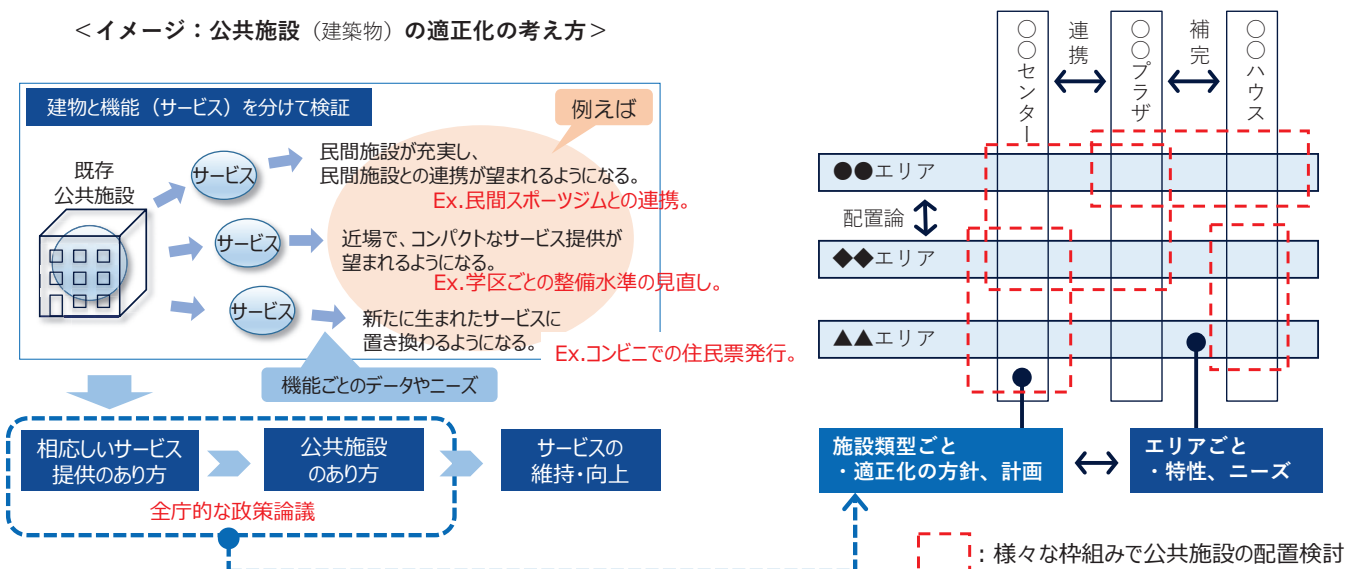 ＜イメージ：公共施設（建築物）の適正化の考え方＞
建物と機能（サービス）を分けて検証
例えば
既存
公共施設
サービス
民間施設が充実し、
民間施設との連携が望まれるようになる。
Ex.民間スポーツジムとの連携。
サービス
近場で、コンパクトなサービス提供が
望まれるようになる。
Ex.学区ごとの整備水準の見直し。
サービス
新たに生まれたサービスに
置き換わるようになる。
Ex.コンビニでの住民票発行。
機能ごとのデータやニーズ
相応しいサービス
提供のあり方
公共施設
のあり方
サービスの
維持・向上
全庁的な政策論議
〇〇センター
連携
〇〇プラザ
補完
〇〇ハウス
●●エリア
配置論
◆◆エリア
▲▲エリア
施設類型ごと
・適正化の方針、計画
エリアごと
・特性、ニーズ
：様々な枠組みで公共施設の配置検討